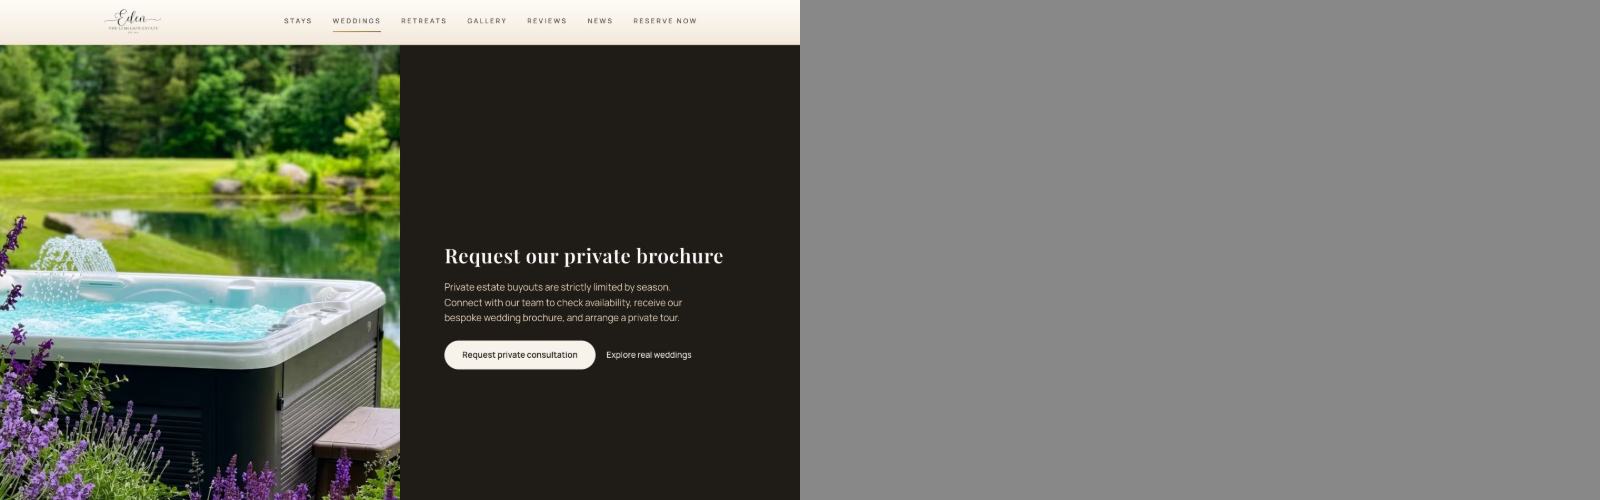 Eden
STAYS WEDDINGS RETREATS GALLERY REVIEWS NEWS RESERVE NOW
Request our private brochure
Private estate buyouts are strictly limited by season.
Connect with our team to check availability, receive our
bespoke wedding brochure, and arrange a private tour.
Request private consultation Explore real weddings